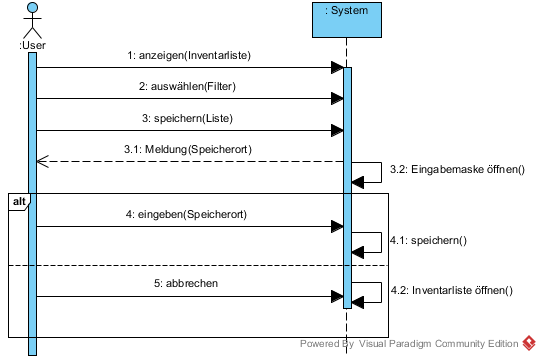 :User
: System
1: anzeigen(Inventarliste)
2: auswählen(Filter)
3: speichern(Liste)
3.1: Meldung(Speicherort)
3.2: Eingabemaske öffnen()
alt
4: eingeben(Speicherort)
4.1: speichern()
5: abbrechen
4.2: Inventarliste öffnen()
Powered By Visual Paradigm Community Edition